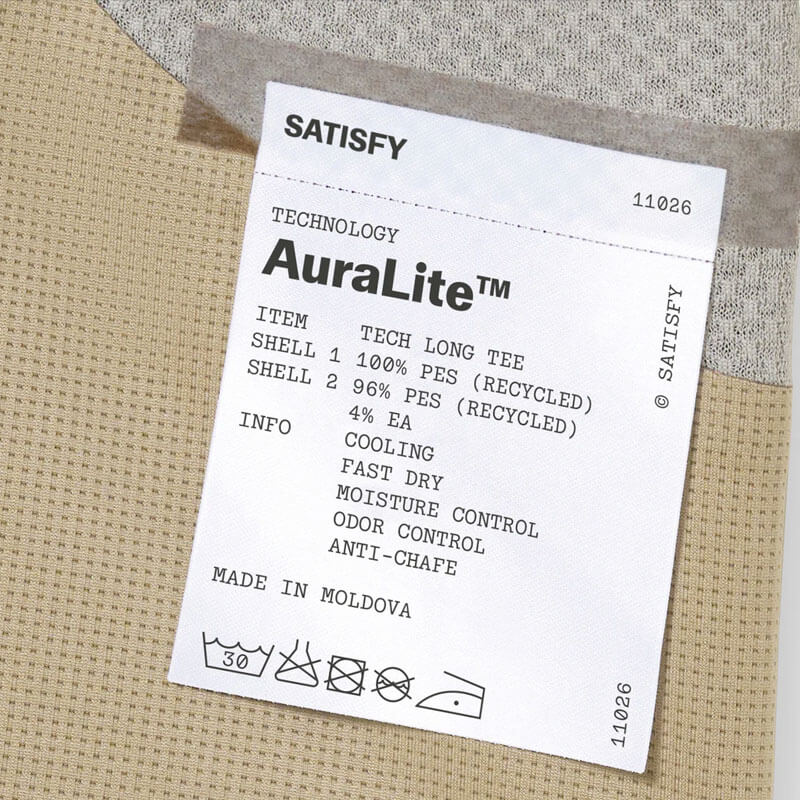 SATISFY
11026
TECHNOLOGY
AuraLite™
ITEM TECH LONG TEE
SHELL 1 100% PES (RECYCLED)
SHELL 2 96% PES (RECYCLED)
4% EA
INFO COOLING
FAST DRY
MOISTURE CONTROL
ODOR CONTROL
ANTI-CHAFE
MADE IN MOLDOVA
30
© SATISFY
11026